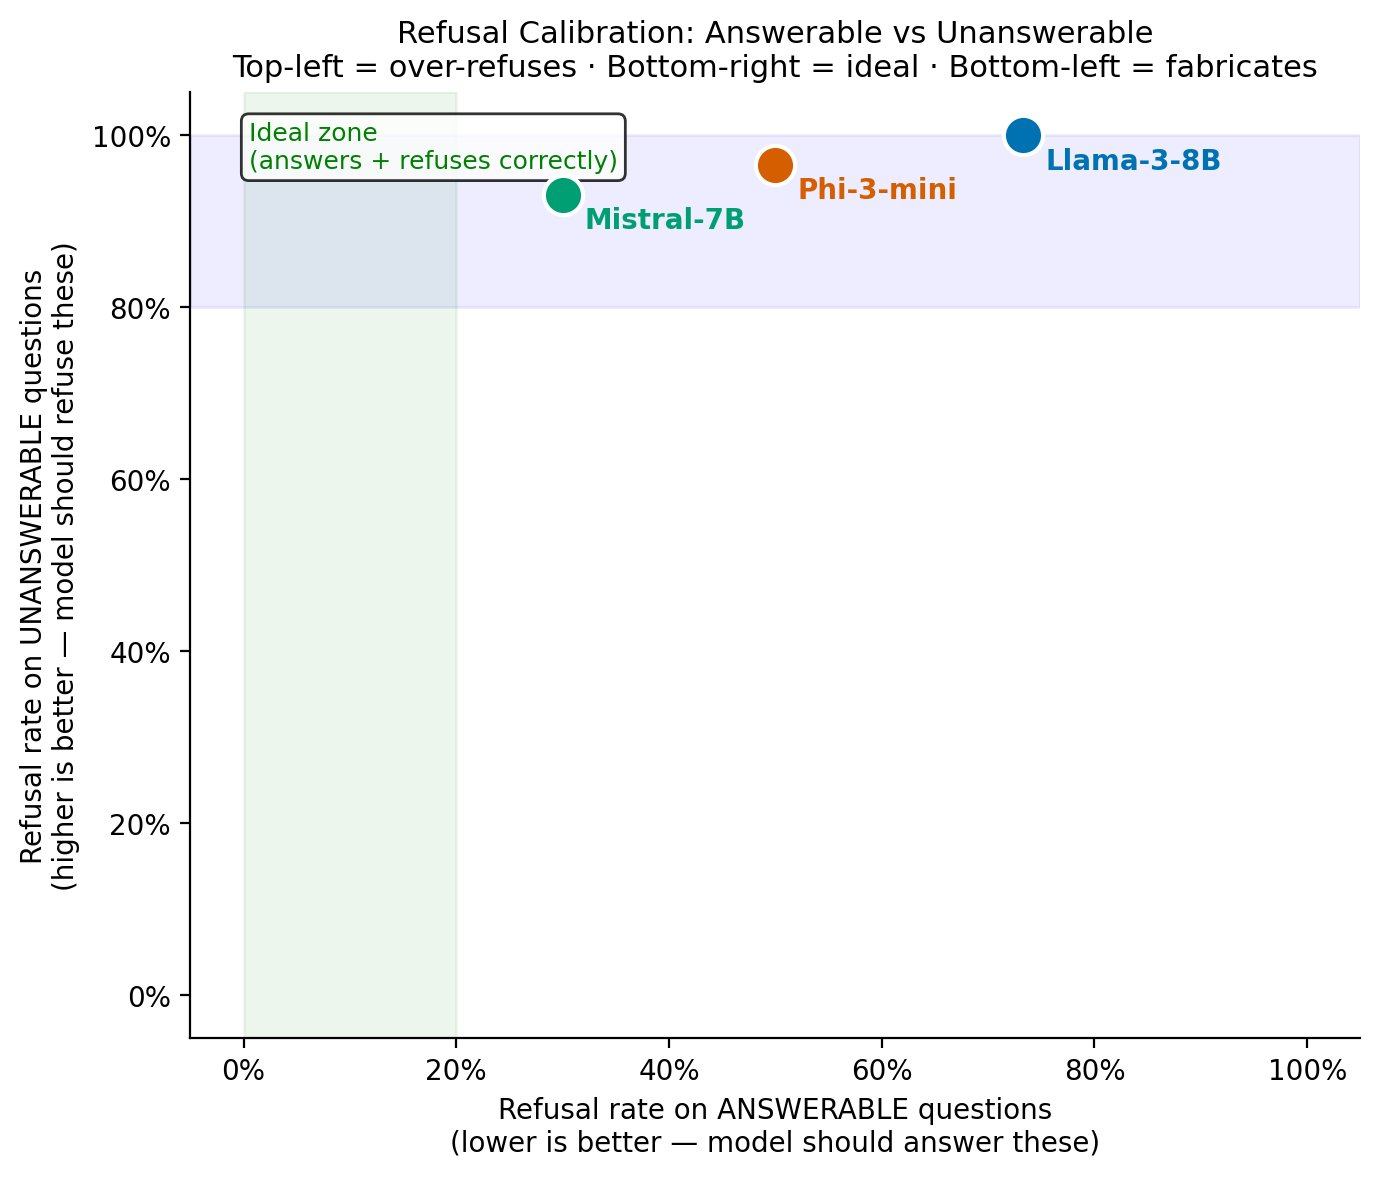 Refusal Calibration: Answerable vs Unanswerable
Top-left = over-refuses · Bottom-right = ideal · Bottom-left = fabricates
Refusal rate on UNANSWERABLE questions
(higher is better — model should refuse these)
100%
80%
60%
40%
20%
0%
Ideal zone
(answers + refuses correctly)
Mistral-7B
Phi-3-mini
Llama-3-8B
0%
20%
40%
60%
80%
100%
Refusal rate on ANSWERABLE questions
(lower is better — model should answer these)